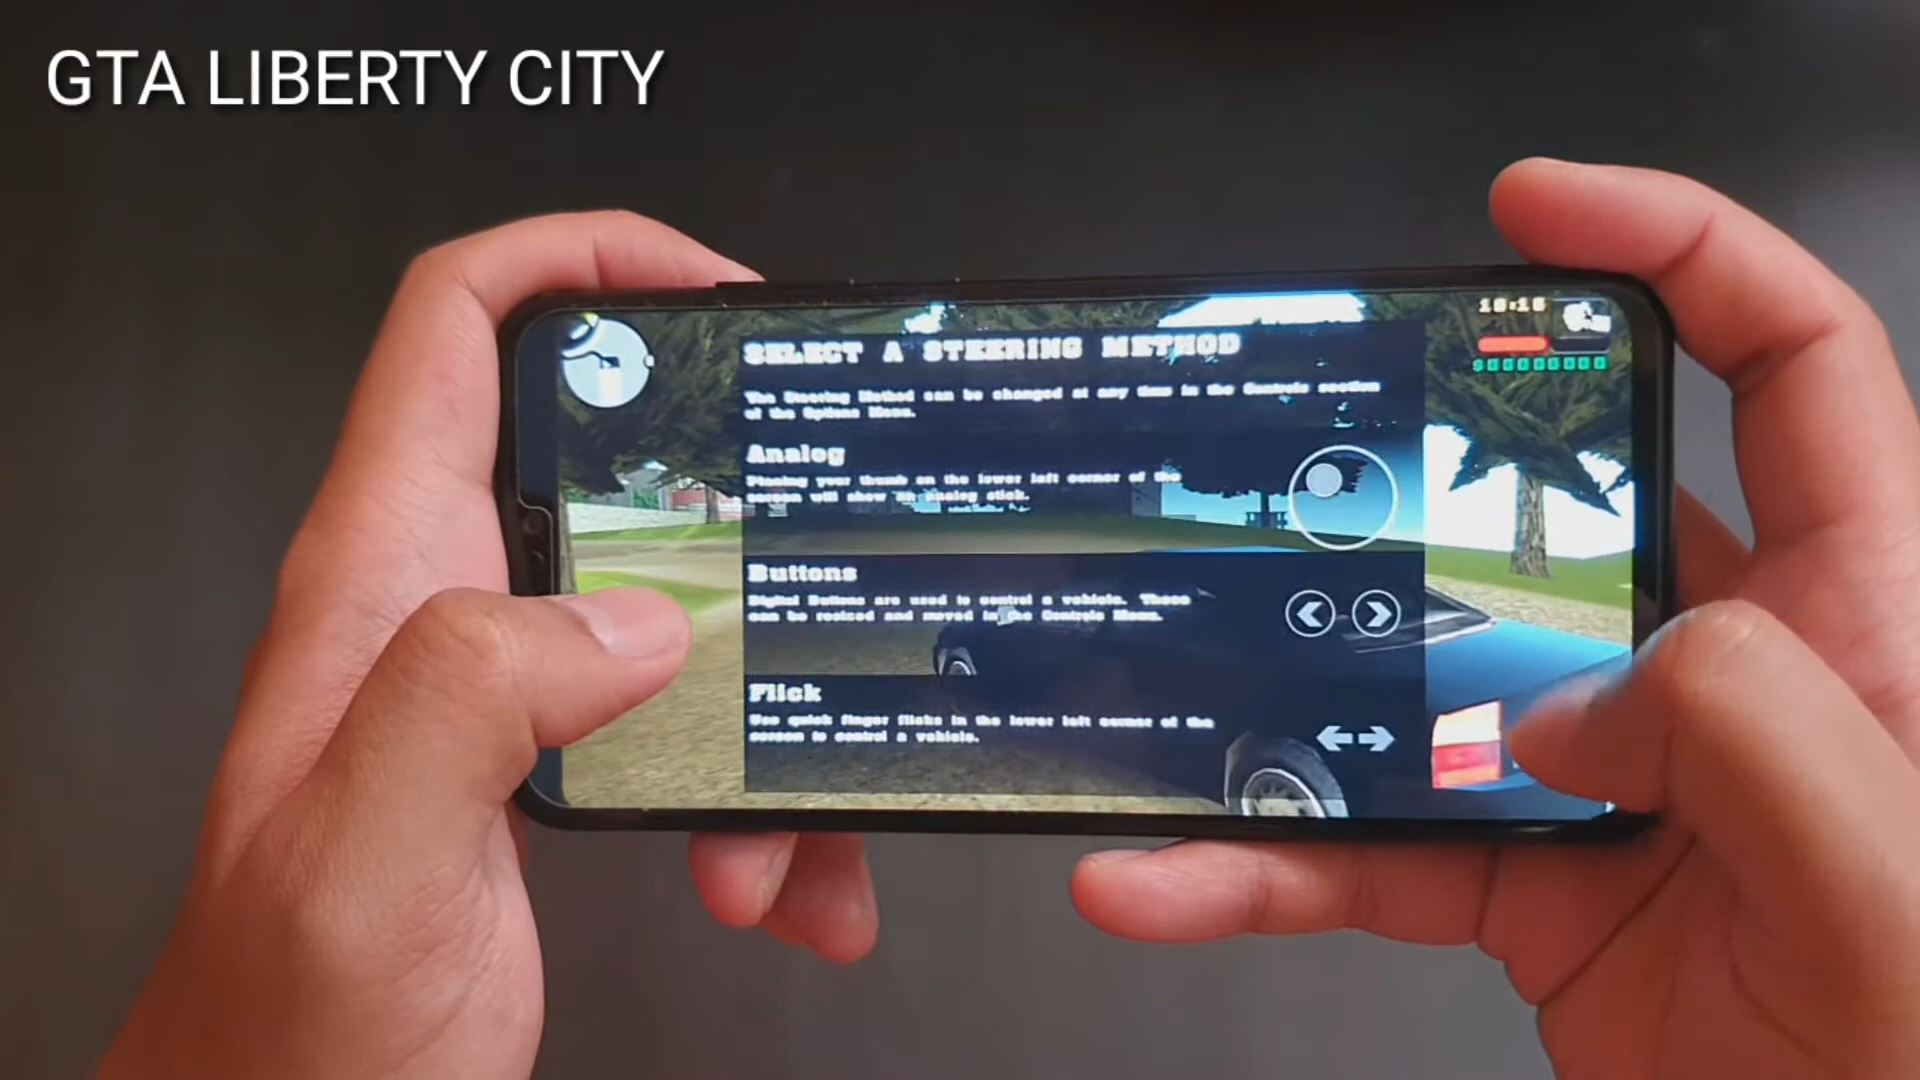 GTA LIBERTY CITY
SELECT A STEERING METHOD
The Steering Method can be changed at any time in the Controls section
of the Options Menu.
Analog
Placing your thumb on the lower left corner of the
screen will show an analog stick.
Buttons
Digital Buttons are used to control a vehicle. These
can be resized and moved in the Controls Menu.
Flick
Use quick finger flicks in the lower left corner of the
screen to control a vehicle.